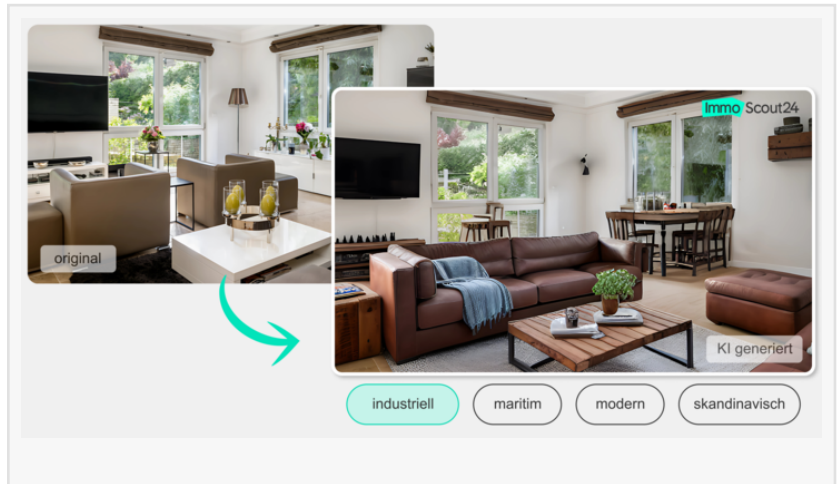 ImmoScout24
original
KI generiert
industriell
maritim
modern
skandinavisch